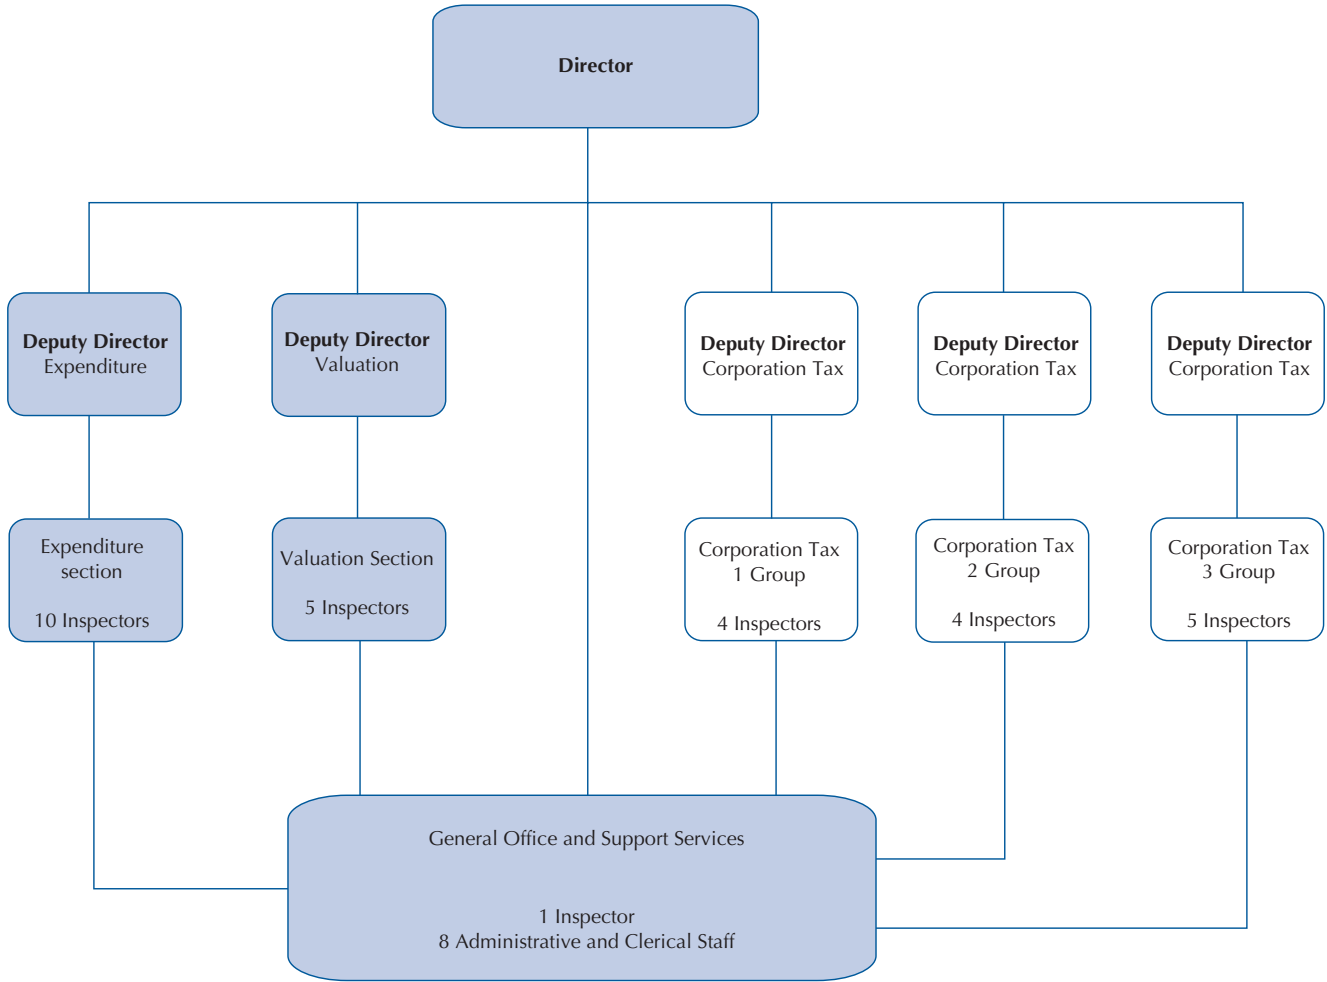 Director
Deputy Director
Expenditure
Deputy Director
Valuation
Deputy Director
Corporation Tax
Deputy Director
Corporation Tax
Deputy Director
Corporation Tax
Expenditure
section
10 Inspectors
Valuation Section
5 Inspectors
Corporation Tax
1 Group
4 Inspectors
Corporation Tax
2 Group
4 Inspectors
Corporation Tax
3 Group
5 Inspectors
General Office and Support Services
1 Inspector
8 Administrative and Clerical Staff